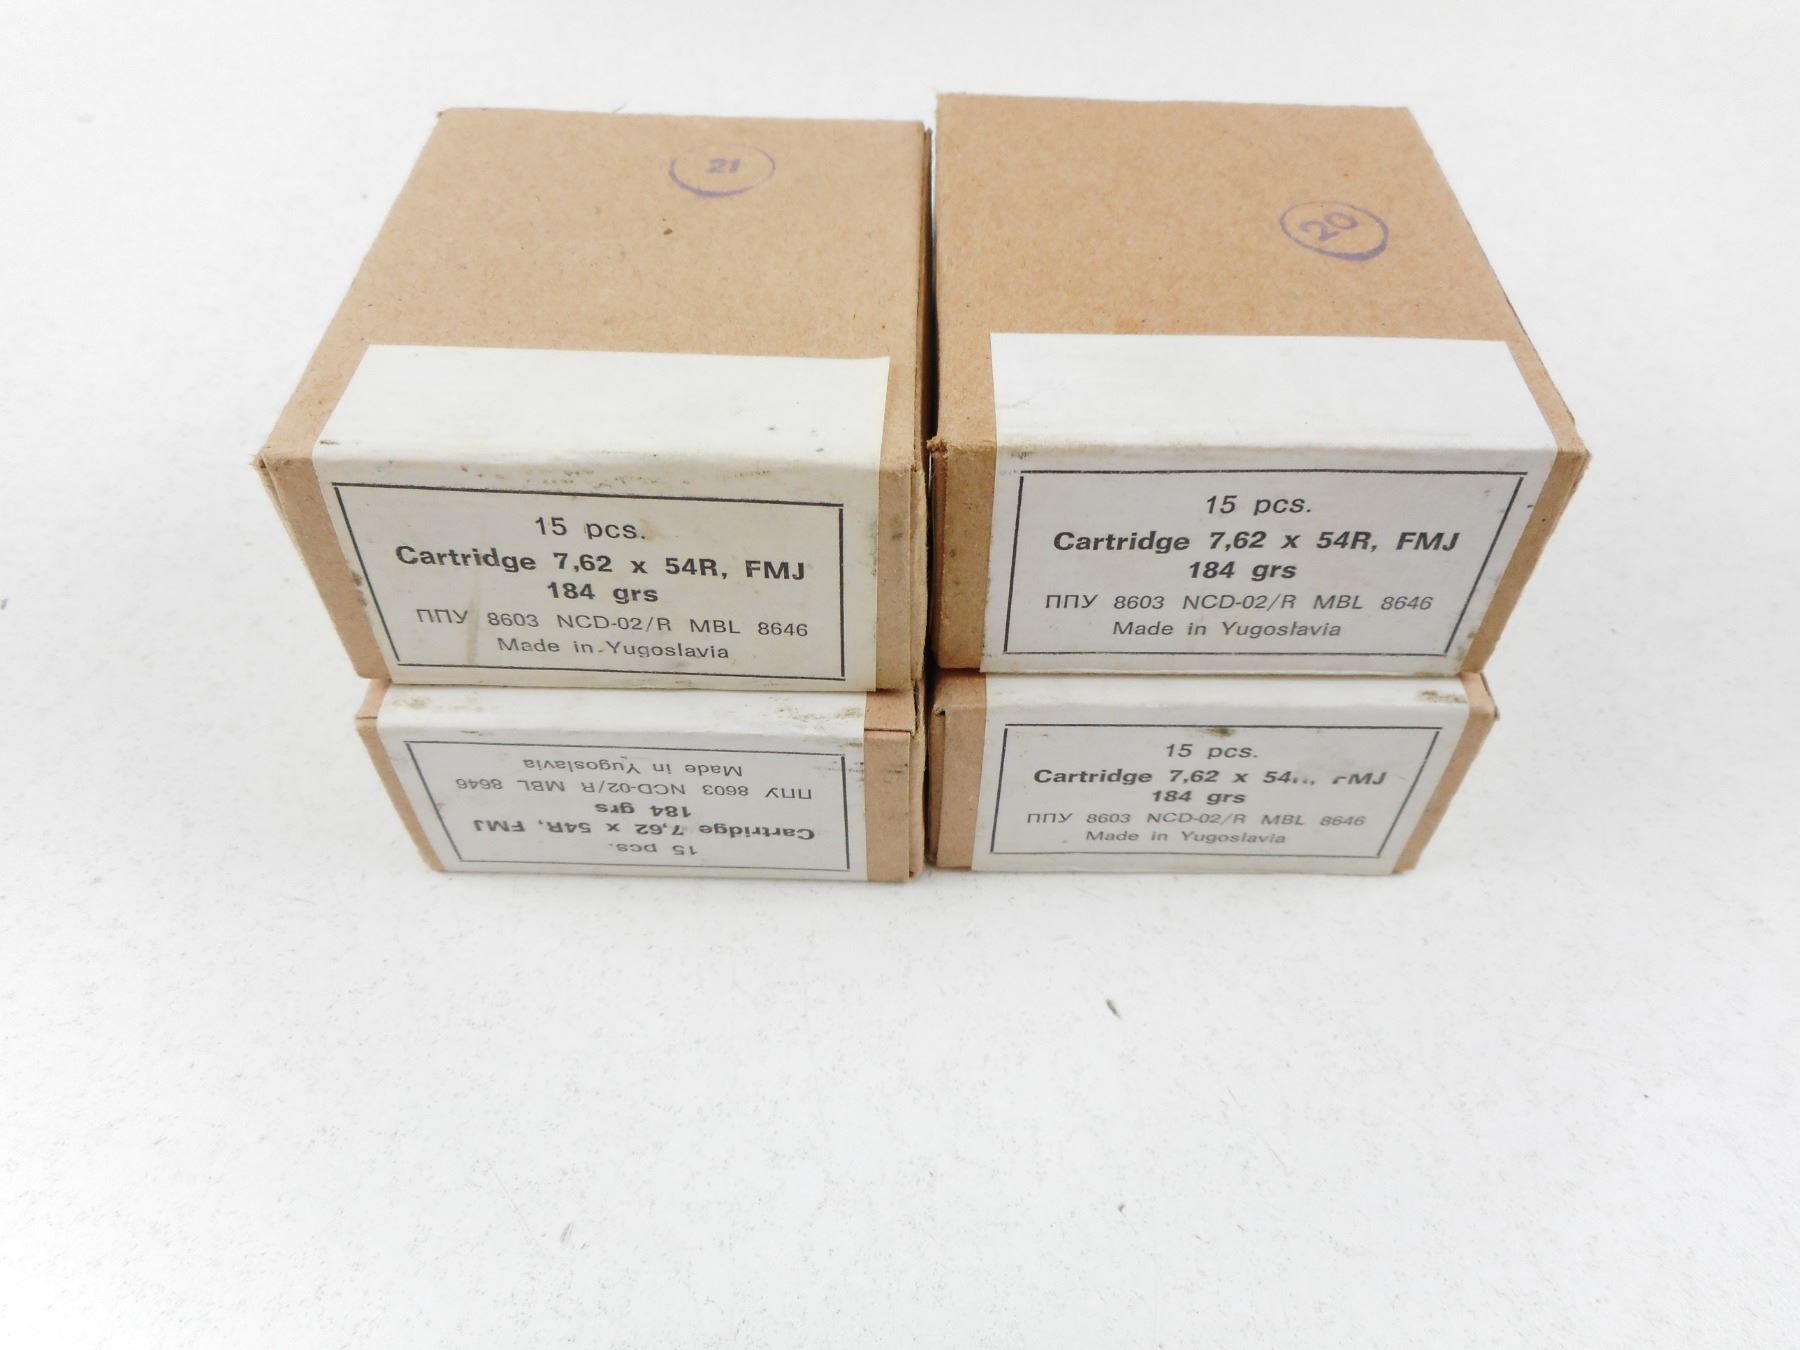 21
20
15 pcs.
Cartridge 7,62 x 54R, FMJ
184 grs
ППУ 8603 NCD-02/R MBL 8646
Made in Yugoslavia
15 pcs.
Cartridge 7,62 x 54R, FMJ
184 grs
ППУ 8603 NCD-02/R MBL 8646
Made in Yugoslavia
15 pcs.
Cartridge 7,62 x 54R, FMJ
184 grs
ППУ 8603 NCD-02/R MBL 8646
Made in Yugoslavia
15 pcs.
Cartridge 7,62 x FMJ
184 grs
ППУ 8603 NCD-02/R MBL 8646
Made in Yugoslavia